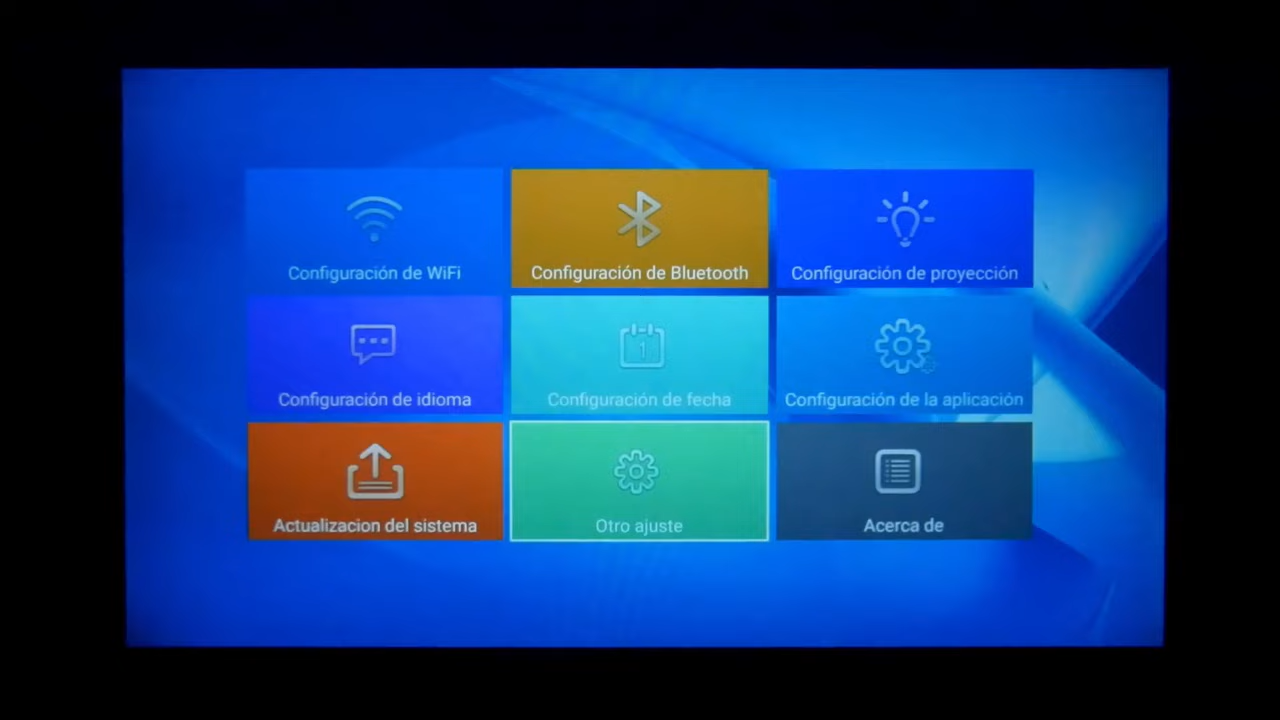 Configuración de WiFi
Configuración de Bluetooth
Configuración de proyección
Configuración de idioma
1
Configuración de fecha
Configuración de la aplicación
Actualizacion del sistema
Otro ajuste
Acerca de